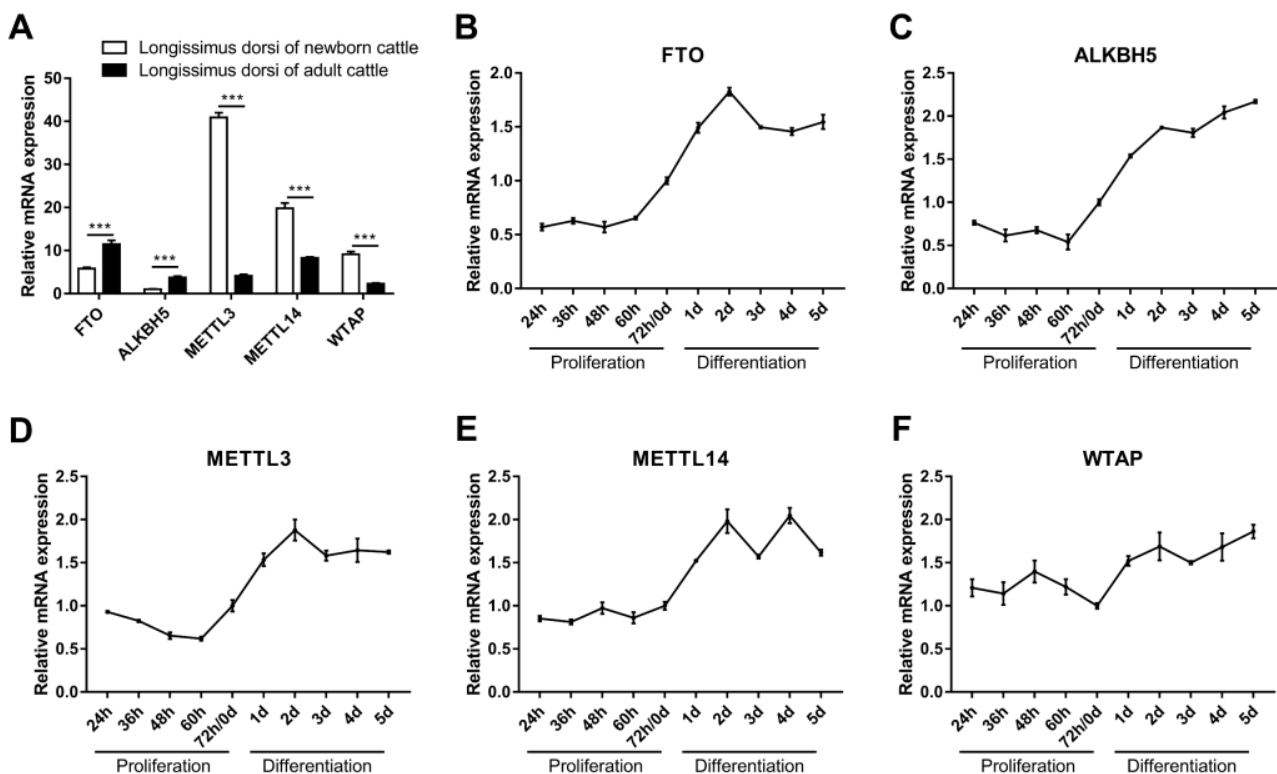 A
Longissimus dorsi of newborn cattle
Longissimus dorsi of adult cattle
Relative mRNA expression
50
40
30
20
10
0
***
***
***
***
***
FTO
ALKBH5
METTL3
METTL14
WTAP
B
FTO
Relative mRNA expression
2.0
1.5
1.0
0.5
0.0
24h
36h
48h
60h
72h/0d
1d
2d
3d
4d
5d
Proliferation
Differentiation
C
ALKBH5
Relative mRNA expression
2.5
2.0
1.5
1.0
0.5
0.0
24h
36h
48h
60h
72h/0d
1d
2d
3d
4d
5d
Proliferation
Differentiation
D
METTL3
Relative mRNA expression
2.5
2.0
1.5
1.0
0.5
0.0
24h
36h
48h
60h
72h/0d
1d
2d
3d
4d
5d
Proliferation
Differentiation
E
METTL14
Relative mRNA expression
2.5
2.0
1.5
1.0
0.5
0.0
24h
36h
48h
60h
72h/0d
1d
2d
3d
4d
5d
Proliferation
Differentiation
F
WTAP
Relative mRNA expression
2.5
2.0
1.5
1.0
0.5
0.0
24h
36h
48h
60h
72h/0d
1d
2d
3d
4d
5d
Proliferation
Differentiation